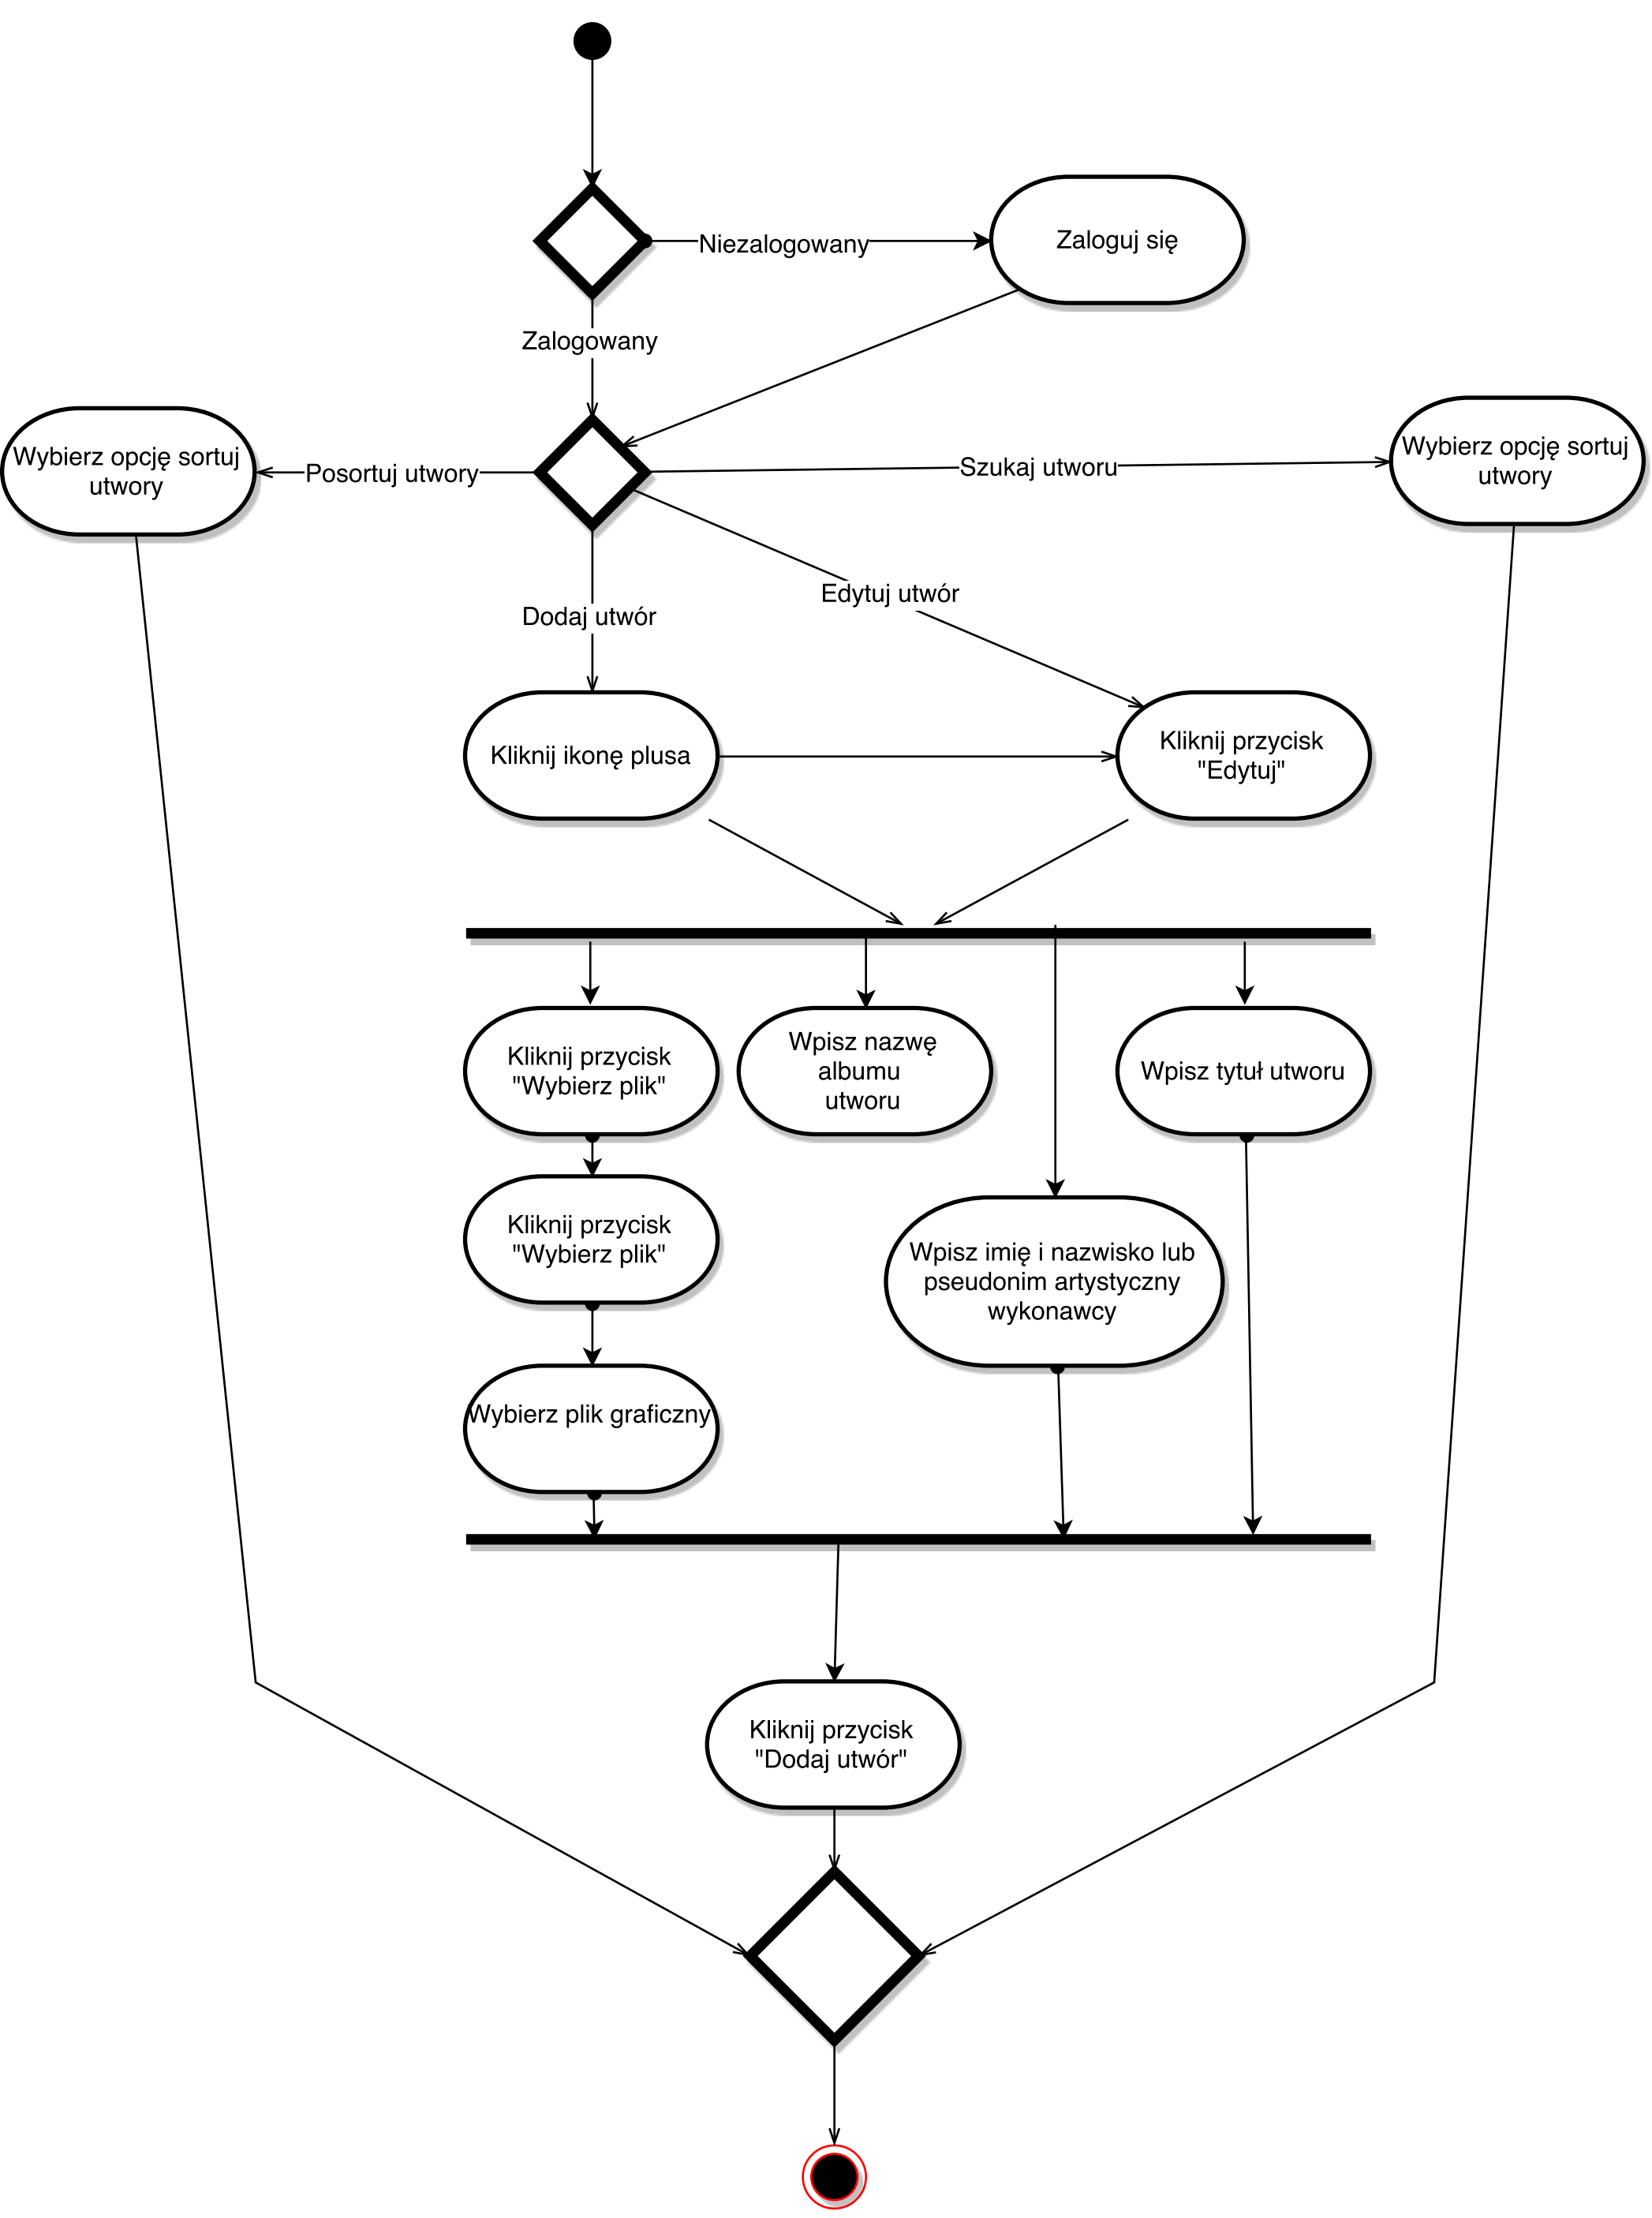 Niezalogowany
Zaloguj się
Zalogowany
Wybierz opcję sortuj
utwory
Posortuj utwory
Szukaj utworu
Wybierz opcję sortuj
utwory
Dodaj utwór
Edytuj utwór
Kliknij ikonę plusa
Kliknij przycisk
"Edytuj"
Kliknij przycisk
"Wybierz plik"
Wpisz nazwę
albumu
utworu
Wpisz tytuł utworu
Kliknij przycisk
"Wybierz plik"
Wpisz imię i nazwisko lub
pseudonim artystyczny
wykonawcy
Wybierz plik graficzny
Kliknij przycisk
"Dodaj utwór"